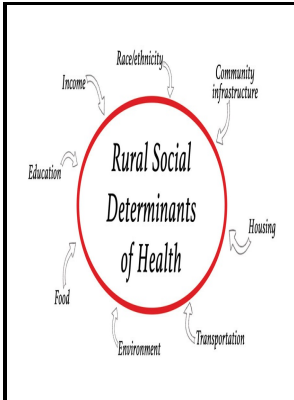 Race/ethnicity
Income
Community
infrastructure
Rural Social
Determinants
of Health
Education
Housing
Food
Environment
Transportation